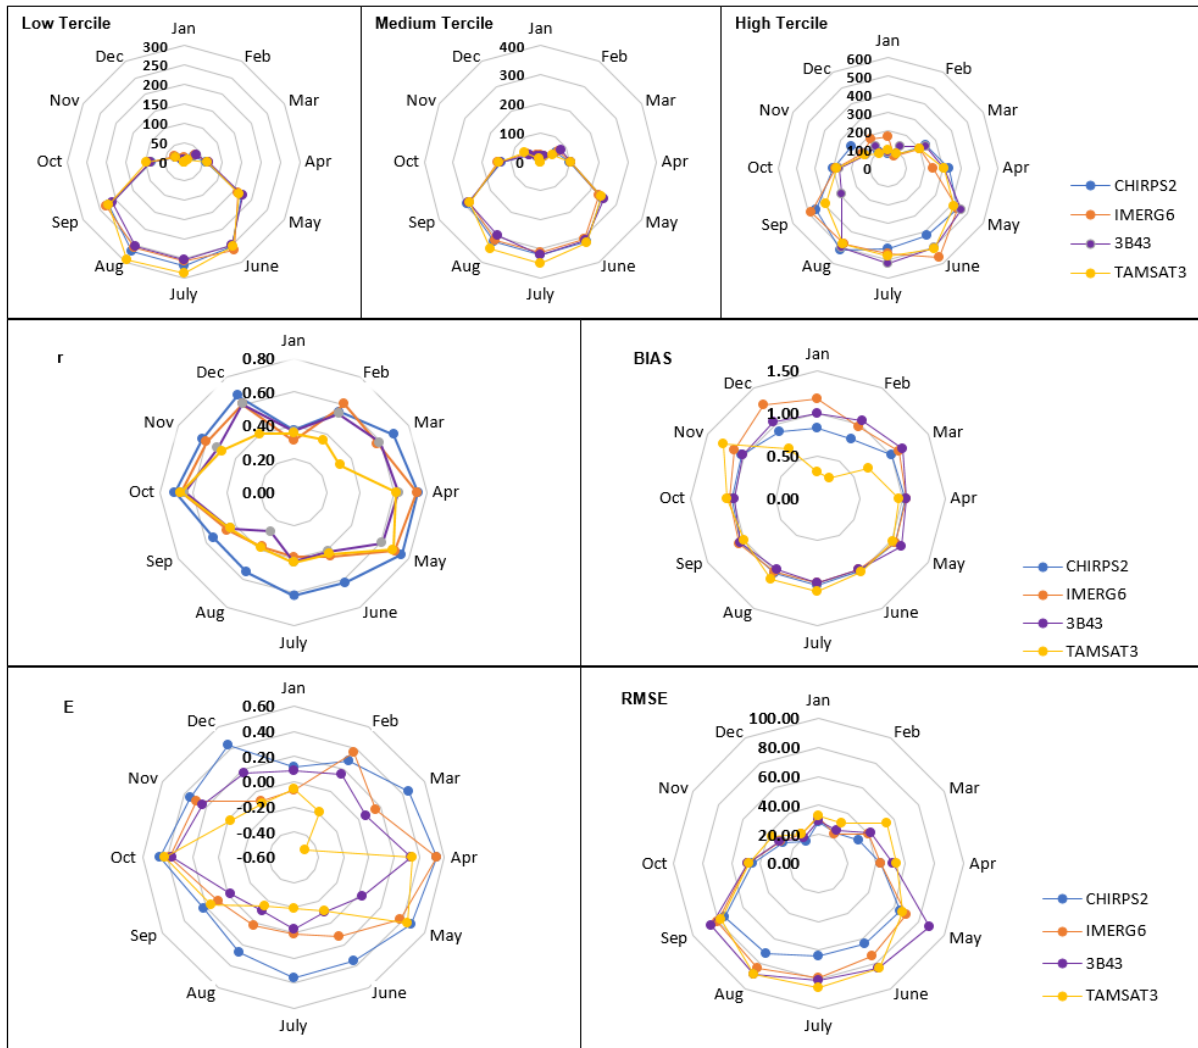 Low Tercile
Jan
Feb
Mar
Apr
May
June
July
Aug
Sep
Oct
Nov
Dec
300
250
200
150
100
50
0
Medium Tercile
Jan
Feb
Mar
Apr
May
June
July
Aug
Sep
Oct
Nov
Dec
400
300
200
100
0
High Tercile
Jan
Feb
Mar
Apr
May
June
July
Aug
Sep
Oct
Nov
Dec
600
500
400
300
200
100
0
CHIRPS2
IMERG6
3B43
TAMSAT3
r
Jan
Feb
Mar
Apr
May
June
July
Aug
Sep
Oct
Nov
Dec
0.80
0.60
0.40
0.20
0.00
BIAS
Jan
Feb
Mar
Apr
May
June
July
Aug
Sep
Oct
Nov
Dec
1.50
1.00
0.50
0.00
CHIRPS2
IMERG6
3B43
TAMSAT3
E
Jan
Feb
Mar
Apr
May
June
July
Aug
Sep
Oct
Nov
Dec
0.60
0.40
0.20
0.00
-0.20
-0.40
-0.60
RMSE
Jan
Feb
Mar
Apr
May
June
July
Aug
Sep
Oct
Nov
Dec
100.00
80.00
60.00
40.00
20.00
0.00
CHIRPS2
IMERG6
3B43
TAMSAT3